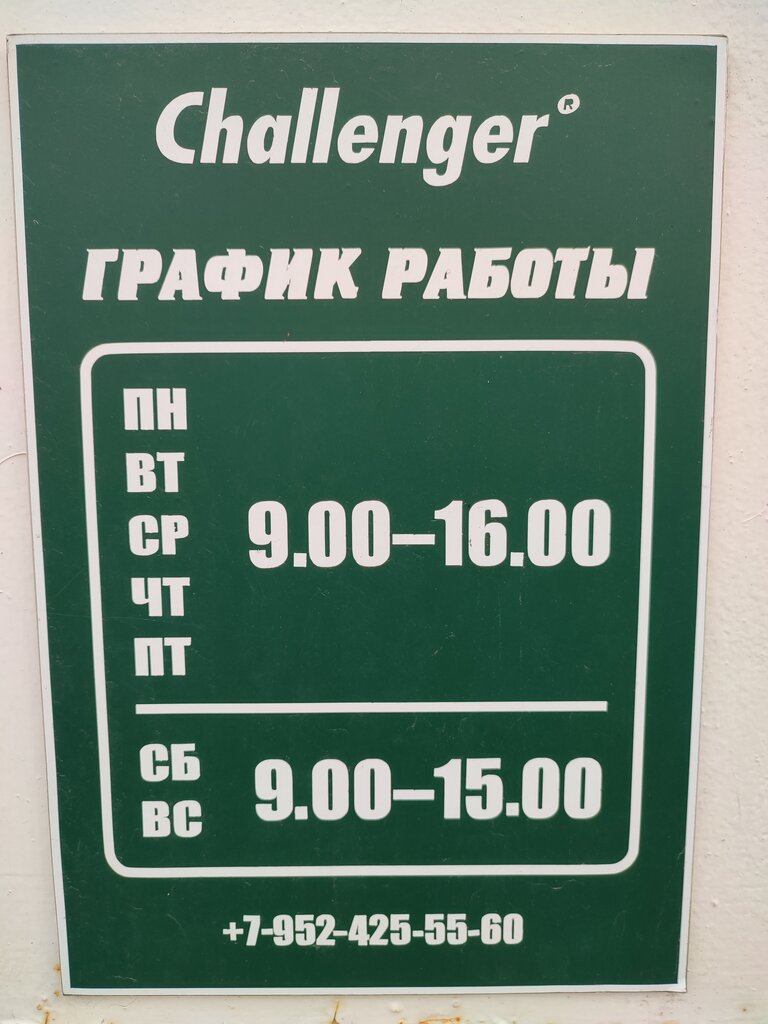 Challenger®
ГРАФИК РАБОТЫ
ПН
ВТ
СР 9.00–16.00
ЧТ
ПТ
СБ
ВС 9.00–15.00
+7-952-425-55-60